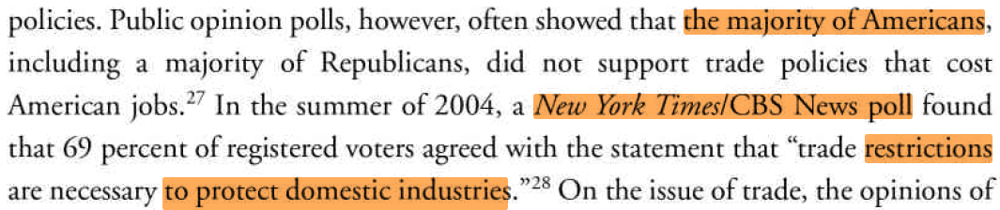 policies. Public opinion polls, however, often showed that the majority of Americans,
including a majority of Republicans, did not support trade policies that cost
American jobs.²⁷ In the summer of 2004, a New York Times/CBS News poll found
that 69 percent of registered voters agreed with the statement that “trade restrictions
are necessary to protect domestic industries.”²⁸ On the issue of trade, the opinions of